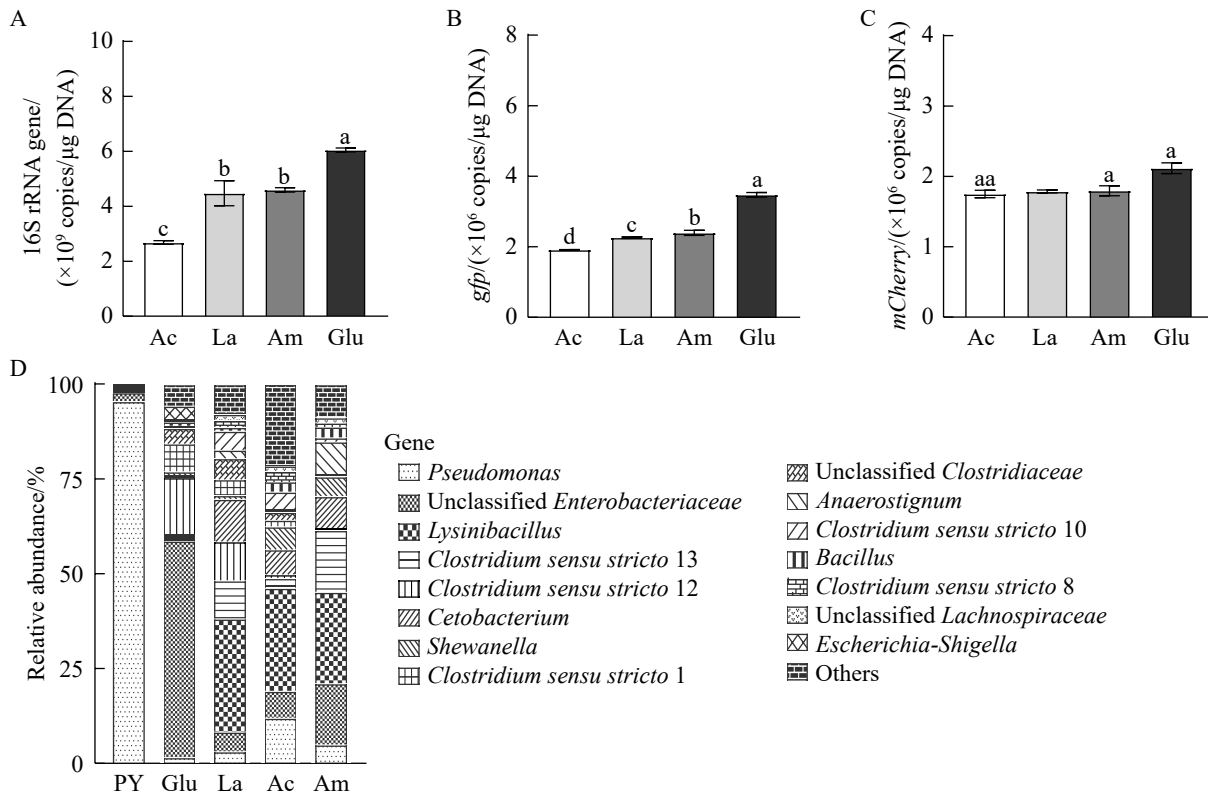 A
16S rRNA gene/
(×10⁹ copies/μg DNA)
10
8
6
4
2
0
c
b
b
a
Ac La Am Glu
B
gfp/(×10⁶ copies/μg DNA)
8
6
4
2
0
d
c
b
a
Ac La Am Glu
C
mCherry/(×10⁶ copies/μg DNA)
4
3
2
1
0
aa
a
a
Ac La Am Glu
D
Relative abundance/%
100
75
50
25
0
PY Glu La Ac Am
Gene
Pseudomonas
Unclassified Enterobacteriaceae
Lysinibacillus
Clostridium sensu stricto 13
Clostridium sensu stricto 12
Cetobacterium
Shewanella
Clostridium sensu stricto 1
Unclassified Clostridiaceae
Anaerostignum
Clostridium sensu stricto 10
Bacillus
Clostridium sensu stricto 8
Unclassified Lachnospiraceae
Escherichia-Shigella
Others